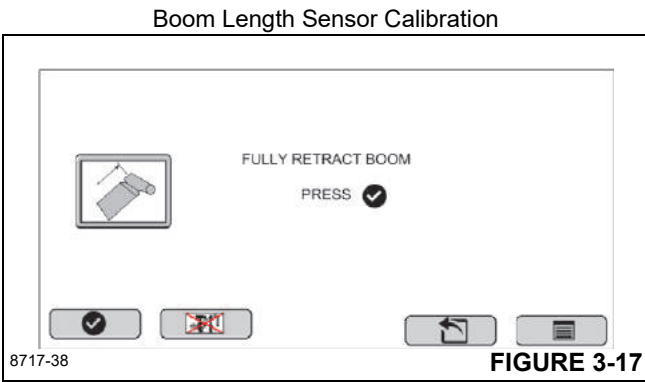 Boom Length Sensor Calibration
FULLY RETRACT BOOM
PRESS
8717-38
FIGURE 3-17